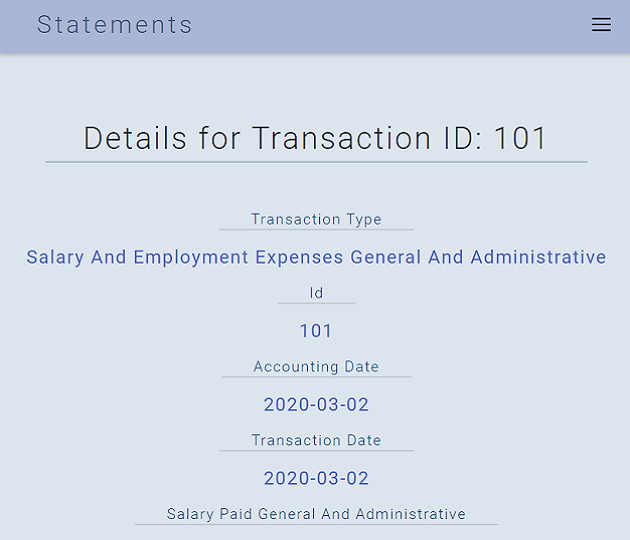 Statements
Details for Transaction ID: 101
Transaction Type
Salary And Employment Expenses General And Administrative
Id
101
Accounting Date
2020-03-02
Transaction Date
2020-03-02
Salary Paid General And Administrative